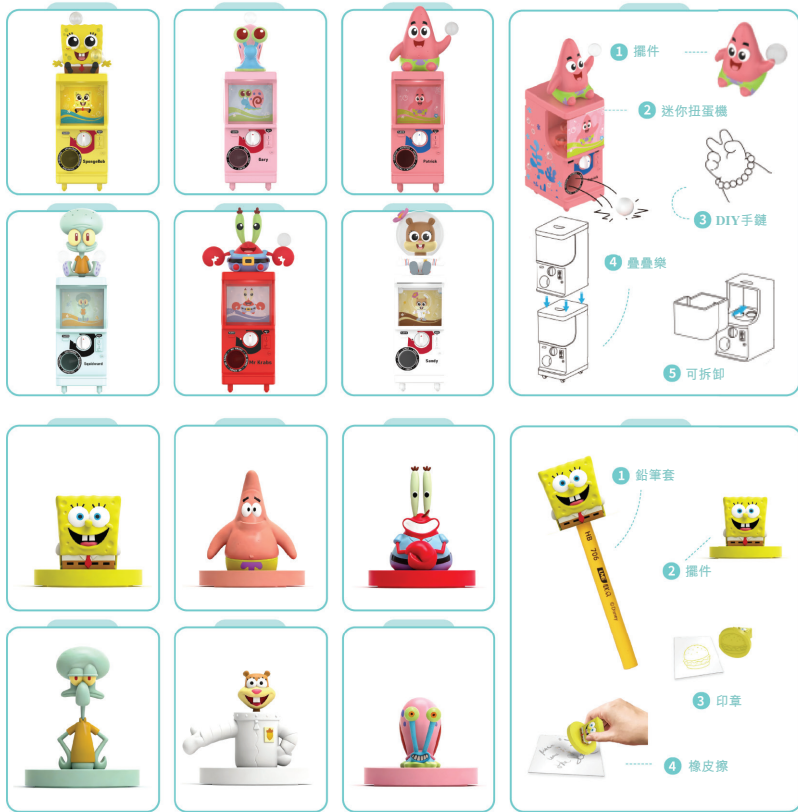 SpongeBob
Gary
Patrick
Squidward
Mr. Krabs
Sandy
1 擺件
2 迷你扭蛋機
3 DIY手鏈
4 疊疊樂
5 可拆卸
1 鉛筆套
HB 706
©Disney
2 擺件
3 印章
4 橡皮擦